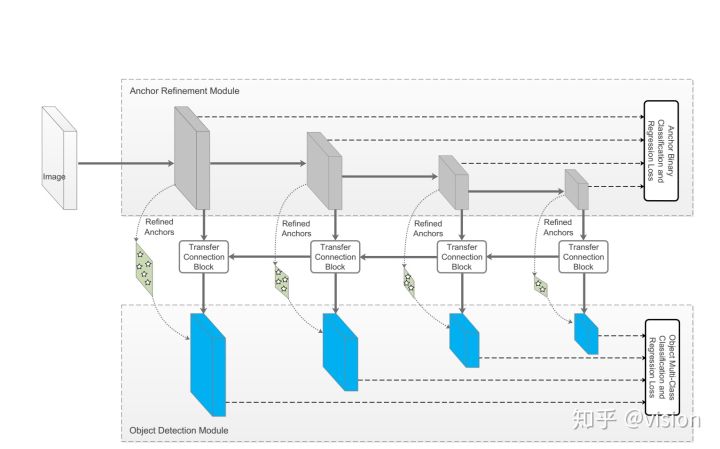 Anchor Refinement Module
Image
Anchor Binary
Classification and
Regression Loss
Refined
Anchors
Refined
Anchors
Refined
Anchors
Refined
Anchors
Transfer
Connection
Block
Transfer
Connection
Block
Transfer
Connection
Block
Transfer
Connection
Block
Object Multi-Class
Classification and
Regression Loss
Object Detection Module
知乎 @vision